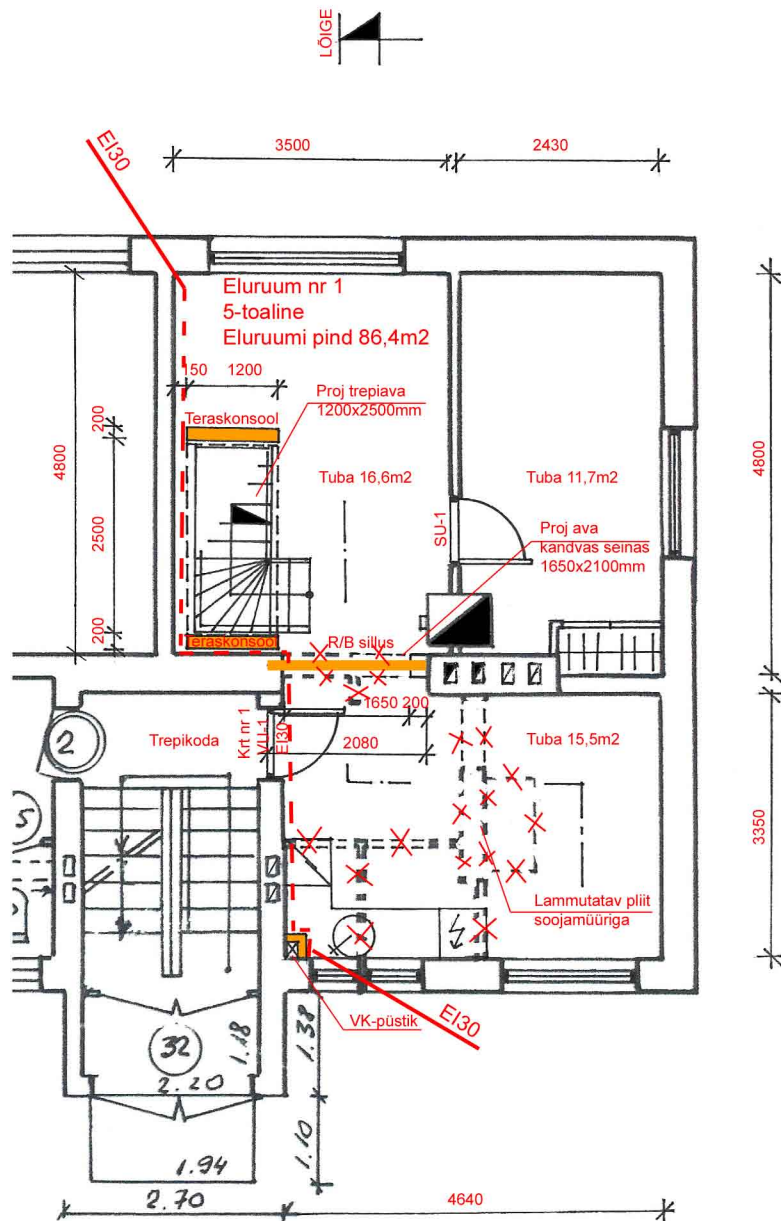 LÕIGE
EI30
3500
2430
Eluruum nr 1
5-toaline
Eluruumi pind 86,4m2
150
1200
Teraskonsool
Proj trepiava
1200x2500mm
200
4800
2500
200
Tuba 16,6m2
Tuba 11,7m2
SU-1
Proj ava
kandvas seinas
1650x2100mm
4800
Teraskonsool
R/B sillus
1650
200
2080
2
Trepikoda
Krt nr 1
VU-1
EI30
Tuba 15,5m2
3350
Lammutatav pliit
soojamüüriga
EI30
VK-püstik
32
1.18
1.38
2.20
1.10
1.94
2.70
4640